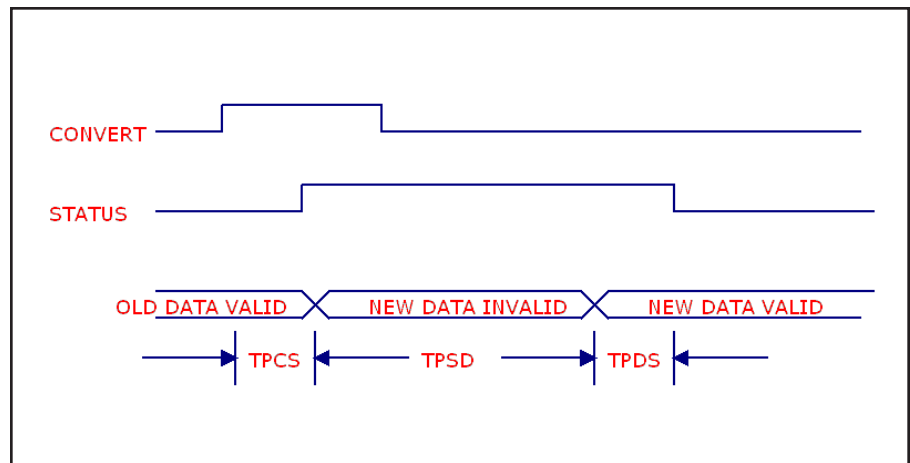 CONVERT
STATUS
OLD DATA VALID NEW DATA INVALID NEW DATA VALID
TPCS TPSD TPDS